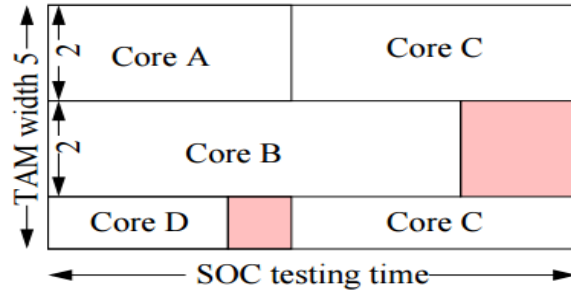 TAM width 5
2
Core A
Core C
2
Core B
Core D
Core C
SOC testing time